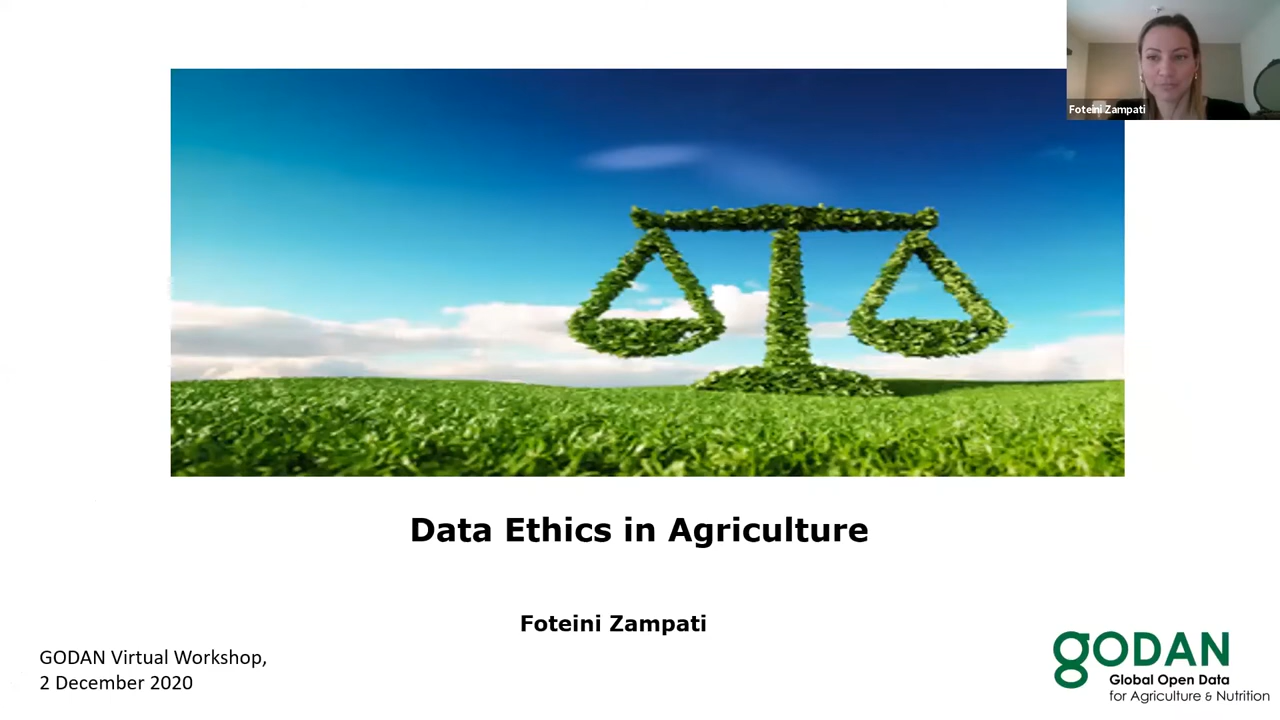 Foteini Zampati
Data Ethics in Agriculture
Foteini Zampati
GODAN Virtual Workshop,
2 December 2020
gODAN
Global Open Data
for Agriculture & Nutrition